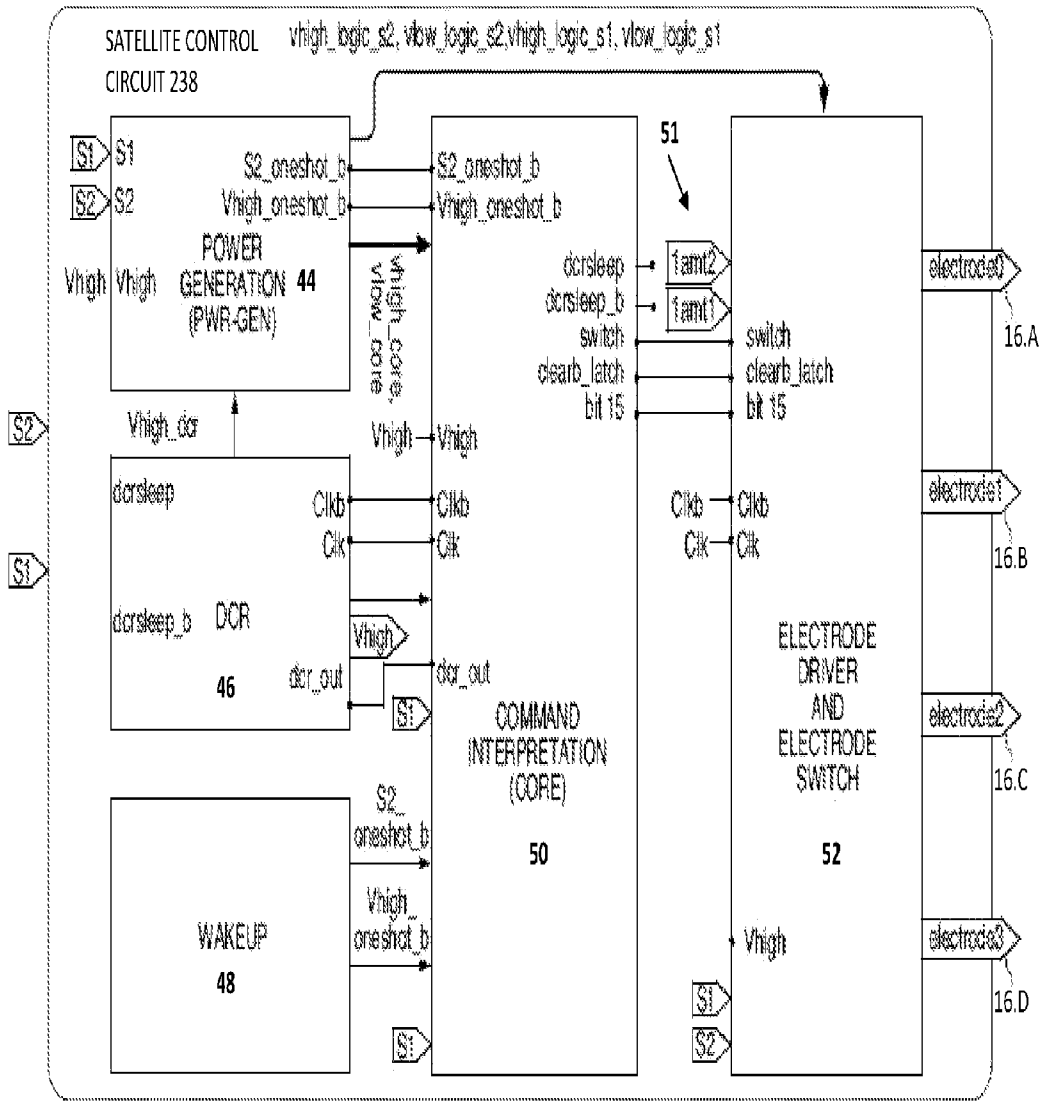 SATELLITE CONTROL
CIRCUIT 238
vhigh_logic_s2, vlow_logic_s2,vhigh_logic_s1, vlow_logic_s1
S1 S1
S2 S2
Vhigh Vhigh
S2_oneshot_b
Vhigh_oneshot_b
POWER
GENERATION 44
(PWR-GEN)
vhigh_core,
vlow_core
S2_oneshot_b
Vhigh_oneshot_b
51
dcrsleep
dcrsleep_b
switch
clearb_latch
bit 15
1amt2
1amt1
switch
clearb_latch
bit 15
electrode0
16.A
S2
Vhigh_dcr
Vhigh Vhigh
dcrsleep
Clkb
Clk
Clkb
Clk
Clkb Clkb
Clk Clk
electrode1
16.B
S1
dcrsleep_b
DCR
46
Vhigh
dcr_out
dcr_out
S1
COMMAND
INTERPRETATION
(CORE)
50
ELECTRODE
DRIVER
AND
ELECTRODE
SWITCH
52
electrode2
16.C
S2_
oneshot_b
Vhigh_
oneshot_b
WAKEUP
48
S1
Vhigh
S1
S2
electrode3
16.D